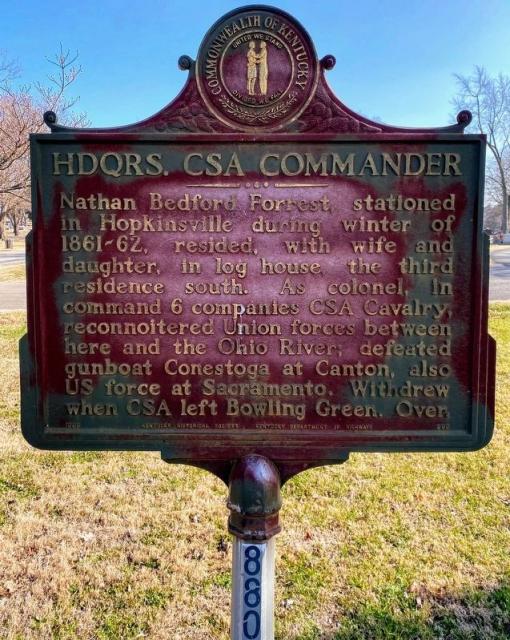 COMMONWEALTH OF KENTUCKY
UNITED WE STAND
DIVIDED WE FALL
HDQRS. CSA COMMANDER
Nathan Bedford Forrest, stationed
in Hopkinsville during winter of
1861-62, resided, with wife and
daughter, in log house the third
residence south. As colonel, in
command 6 companies CSA Cavalry,
reconnoitered Union forces between
here and the Ohio River; defeated
gunboat Conestoga at Canton, also
US force at Sacramento. Withdrew
when CSA left Bowling Green. Over.
KENTUCKY HISTORICAL SOCIETY KENTUCKY DEPARTMENT OF HIGHWAYS
880